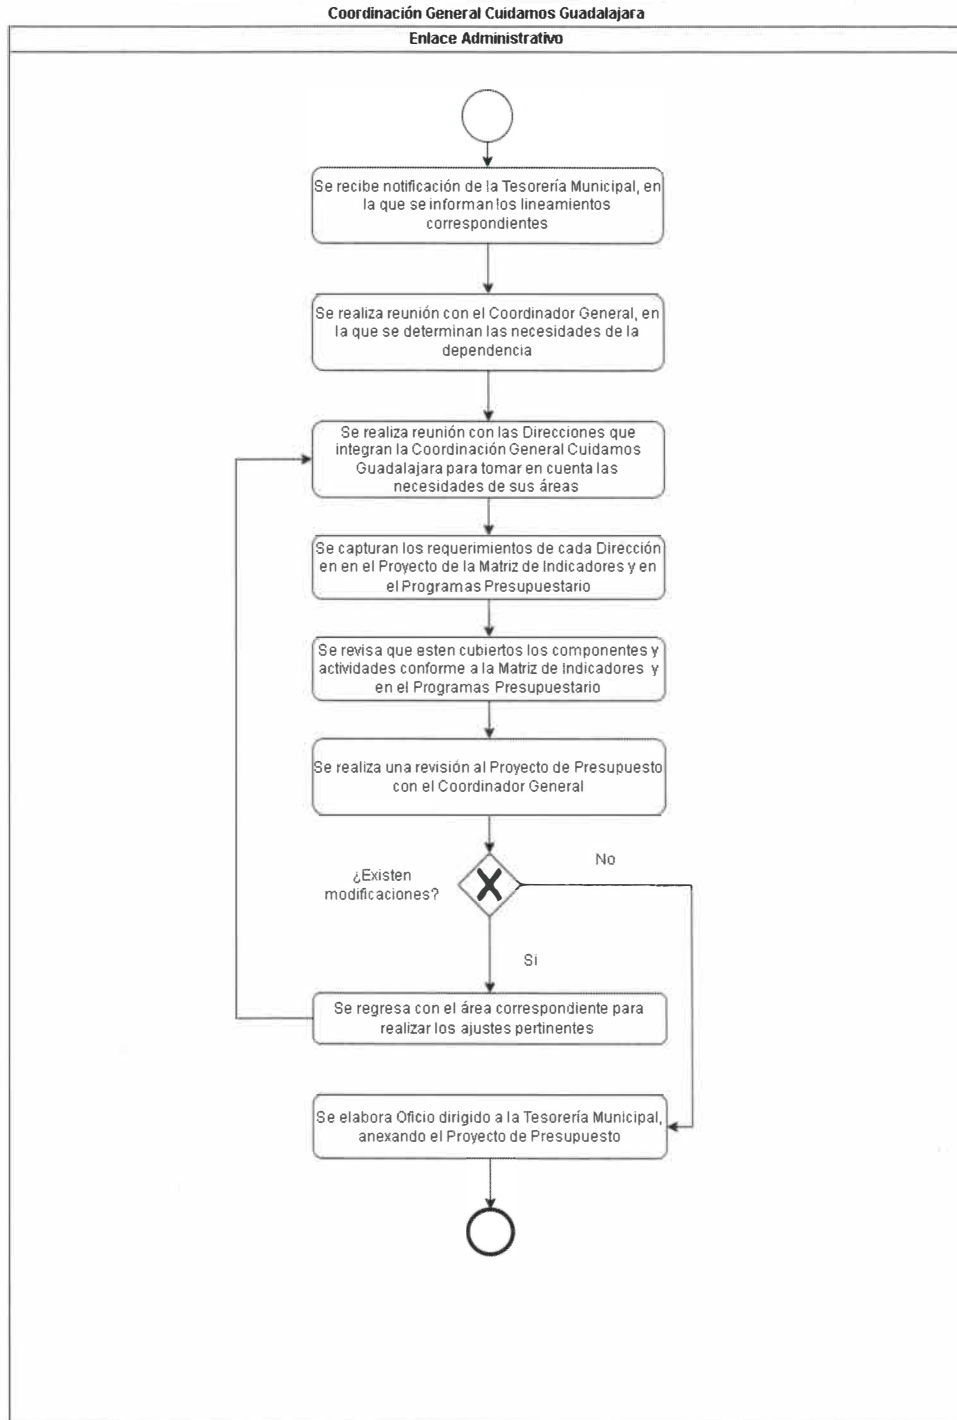 Coordinación General Cuidamos Guadalajara
Enlace Administrativo
Se recibe notificación de la Tesorería Municipal, en
la que se informan los lineamientos
correspondientes
Se realiza reunión con el Coordinador General, en
la que se determinan las necesidades de la
dependencia
Se realiza reunión con las Direcciones que
integran la Coordinación General Cuidamos
Guadalajara para tomar en cuenta las
necesidades de sus áreas
Se capturan los requerimientos de cada Dirección
en en el Proyecto de la Matriz de Indicadores y en
el Programas Presupuestario
Se revisa que esten cubiertos los componentes y
actividades conforme a la Matriz de Indicadores y
en el Programas Presupuestario
Se realiza una revisión al Proyecto de Presupuesto
con el Coordinador General
No
¿Existen
modificaciones?
Si
Se regresa con el área correspondiente para
realizar los ajustes pertinentes
Se elabora Oficio dirigido a la Tesorería Municipal,
anexando el Proyecto de Presupuesto